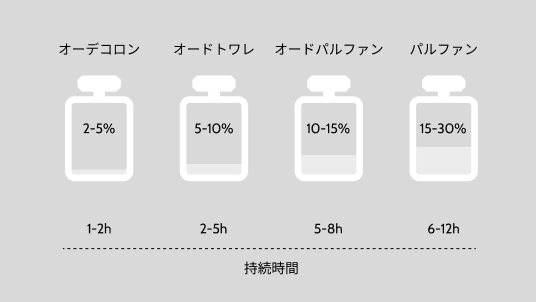 オーデコロン オードトワレ オードパルファン パルファン
2-5% 5-10% 10-15% 15-30%
1-2h 2-5h 5-8h 6-12h
持続時間